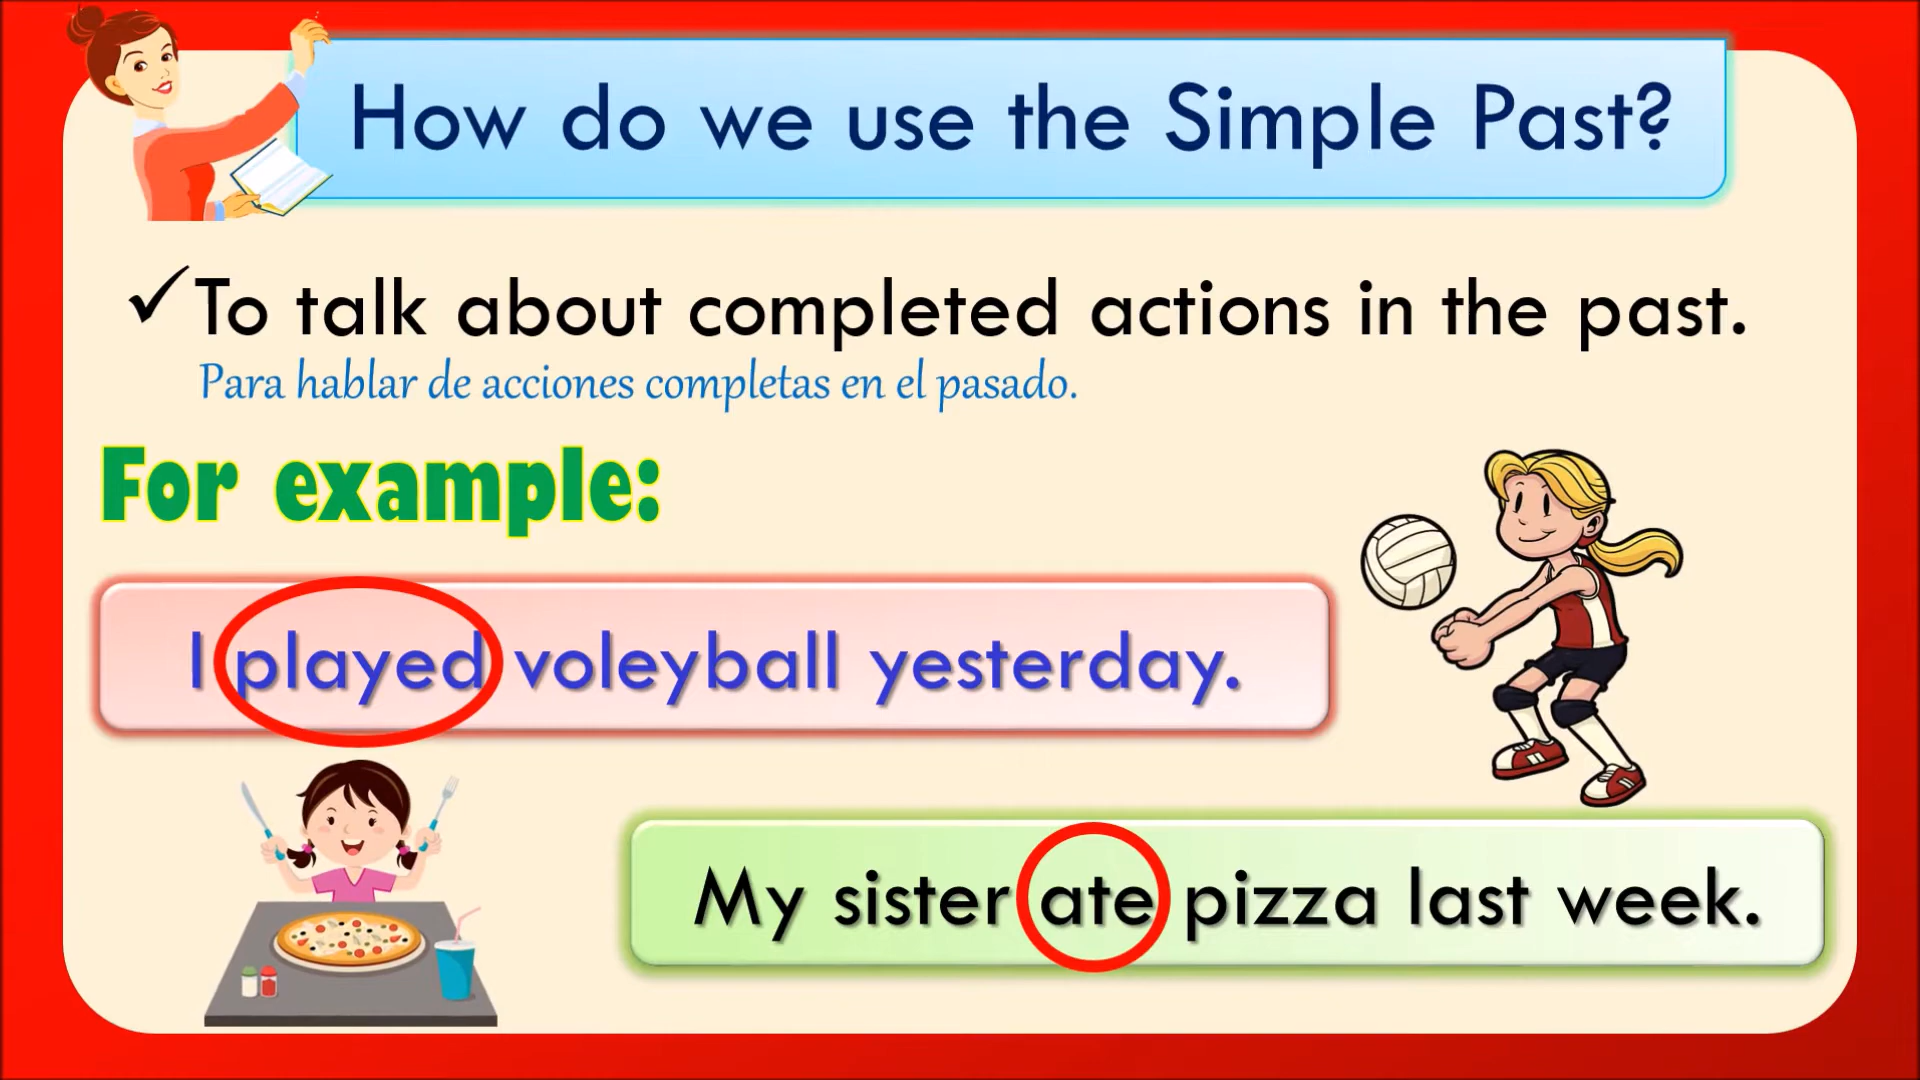 How do we use the Simple Past?
✓To talk about completed actions in the past.
Para hablar de acciones completas en el pasado.
For example:
I played voleyball yesterday.
My sister ate pizza last week.